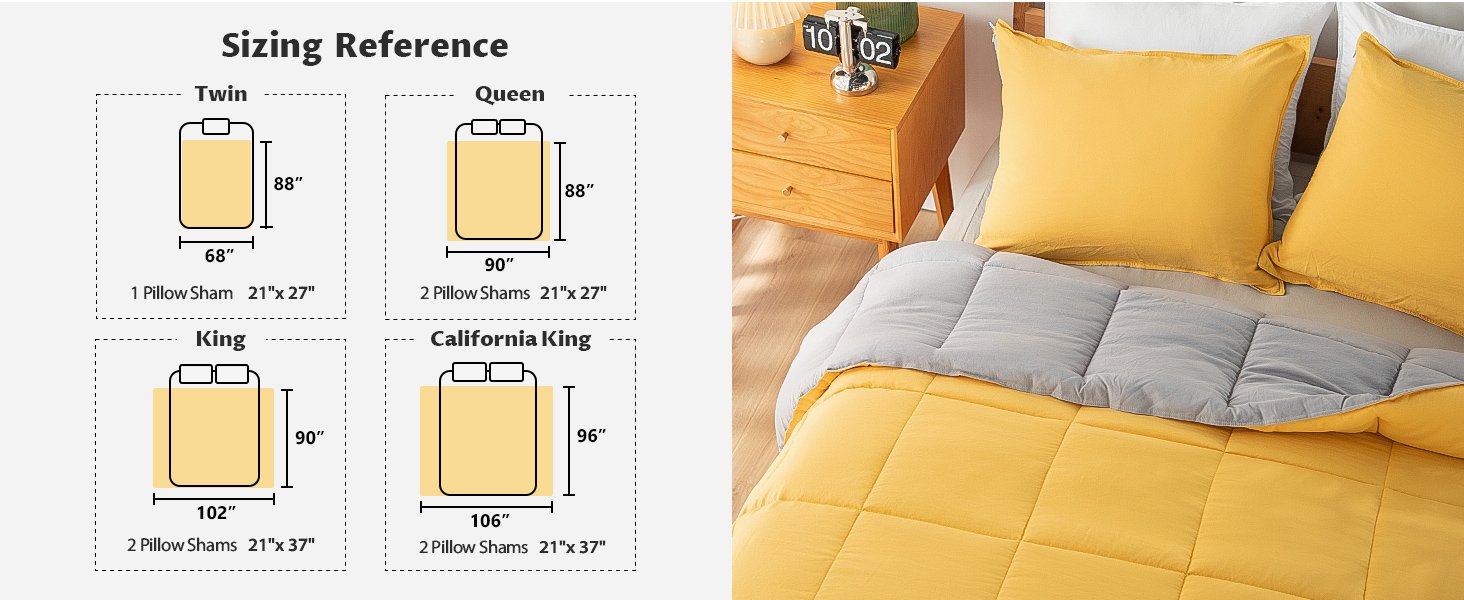 Sizing Reference
Twin
88”
68”
1 Pillow Sham 21"x 27"
Queen
88”
90”
2 Pillow Shams 21"x 27"
King
90”
102”
2 Pillow Shams 21"x 37"
California King
96”
106”
2 Pillow Shams 21"x 37"
10 02